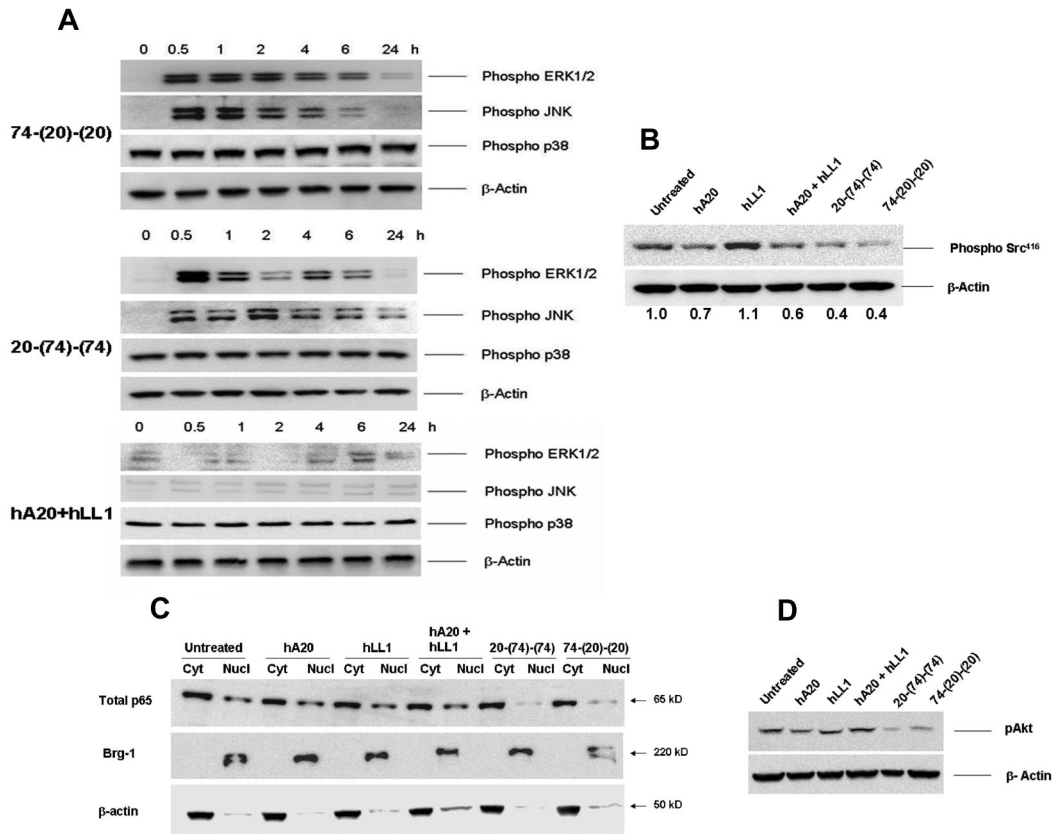 A
0 0.5 1 2 4 6 24 h
Phospho ERK1/2
Phospho JNK
74-(20)-(20)
Phospho p38
β-Actin
0 0.5 1 2 4 6 24 h
Phospho ERK1/2
Phospho JNK
20-(74)-(74)
Phospho p38
β-Actin
0 0.5 1 2 4 6 24 h
Phospho ERK1/2
Phospho JNK
hA20+hLL1
Phospho p38
β-Actin
B
Untreated hA20 hLL1 hA20 + hLL1 20-(74)-(74) 74-(20)-(20)
Phospho Src⁴¹⁶
β-Actin
1.0 0.7 1.1 0.6 0.4 0.4
C
Untreated hA20 hLL1 hA20 + hLL1 20-(74)-(74) 74-(20)-(20)
Cyt Nucl Cyt Nucl Cyt Nucl Cyt Nucl Cyt Nucl Cyt Nucl
Total p65 65 kD
Brg-1 220 kD
β-actin 50 kD
D
Untreated hA20 hLL1 hA20 + hLL1 20-(74)-(74) 74-(20)-(20)
pAkt
β- Actin